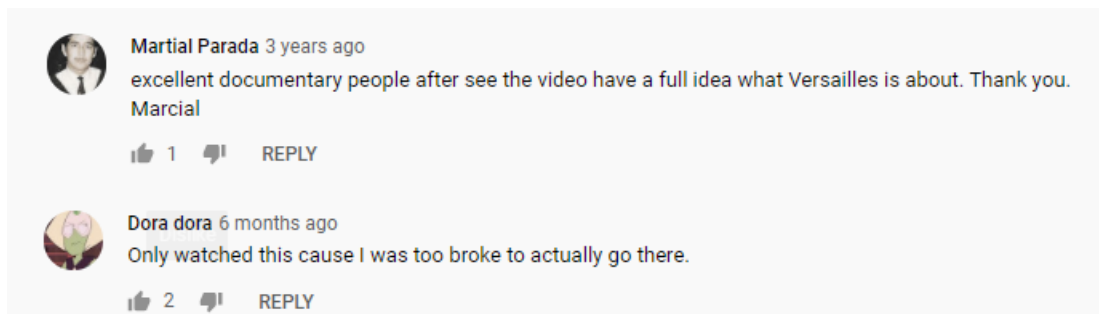 Martial Parada 3 years ago
excellent documentary people after see the video have a full idea what Versailles is about. Thank you.
Marcial
1 REPLY
Dora dora 6 months ago
Only watched this cause I was too broke to actually go there.
2 REPLY